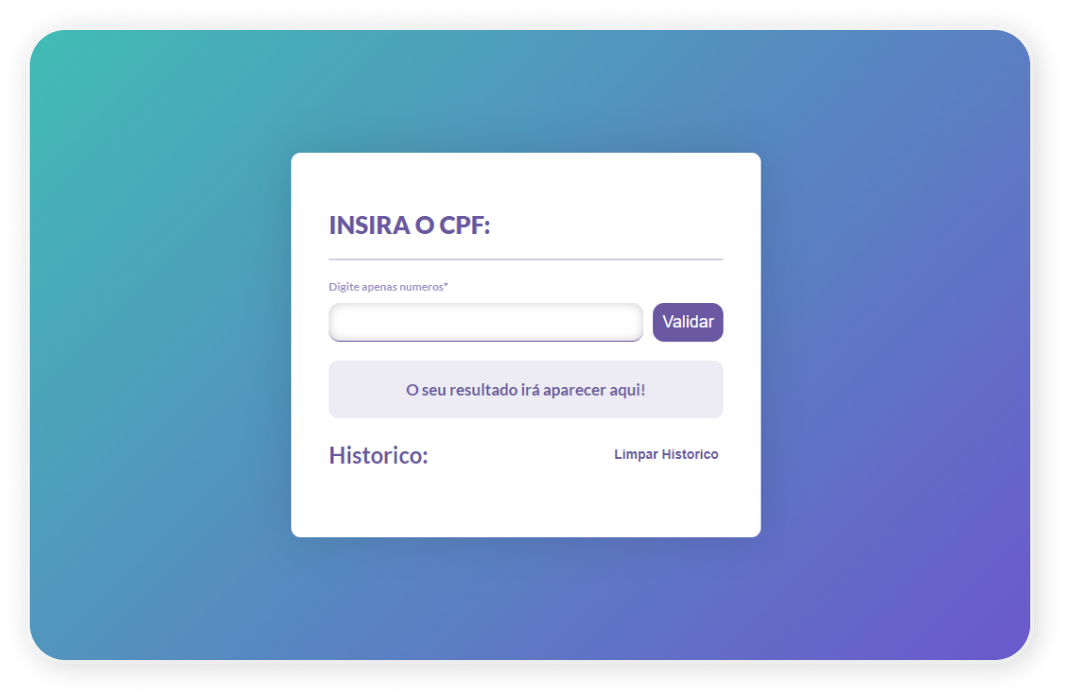 INSIRA O CPF:
Digite apenas numeros*
Validar
O seu resultado irá aparecer aqui!
Historico:
Limpar Historico